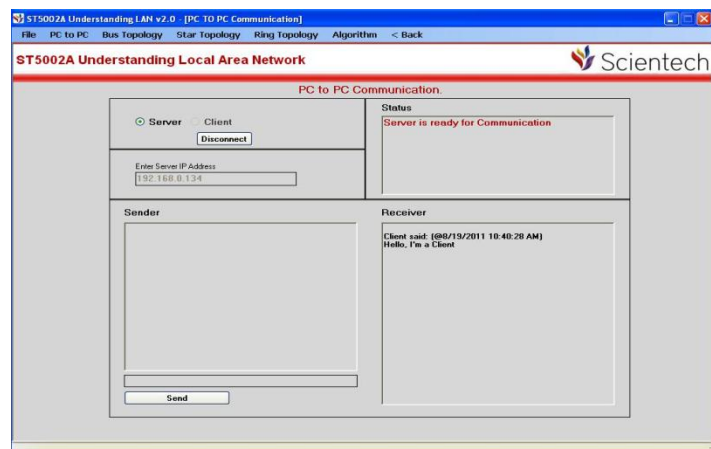 ST5002A Understanding LAN v2.0 - [PC TO PC Communication]
File PC to PC Bus Topology Star Topology Ring Topology Algorithm < Back
ST5002A Understanding Local Area Network
Scientech
PC to PC Communication.
Server Client
Disconnect
Enter Server IP Address
192.168.0.134
Status
Server is ready for Communication
Sender
Send
Receiver
Client said: (@8/19/2011 10:40:28 AM)
Hello, I'm a Client